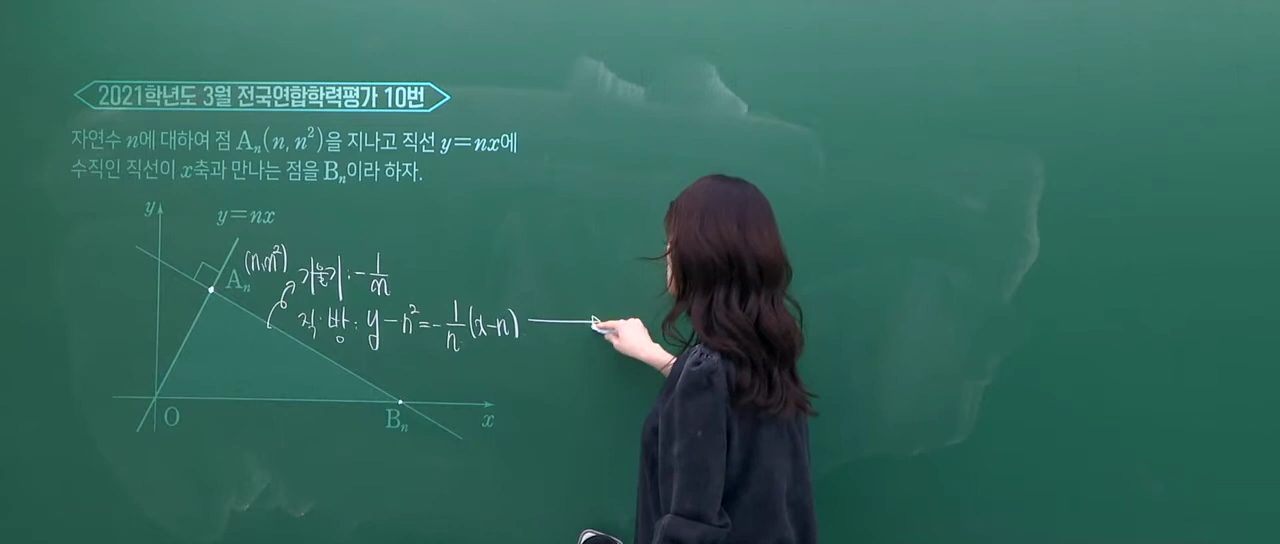 2021학년도 3월 전국연합학력평가 10번
자연수 n에 대하여 점 Aₙ(n, n²)을 지나고 직선 y=nx에
수직인 직선이 x축과 만나는 점을 Bₙ이라 하자.
y
y=nx
Aₙ (n, n²)
기울기 : -1/n
직·방 : y-n²=-1/n(x-n)
O
Bₙ
x